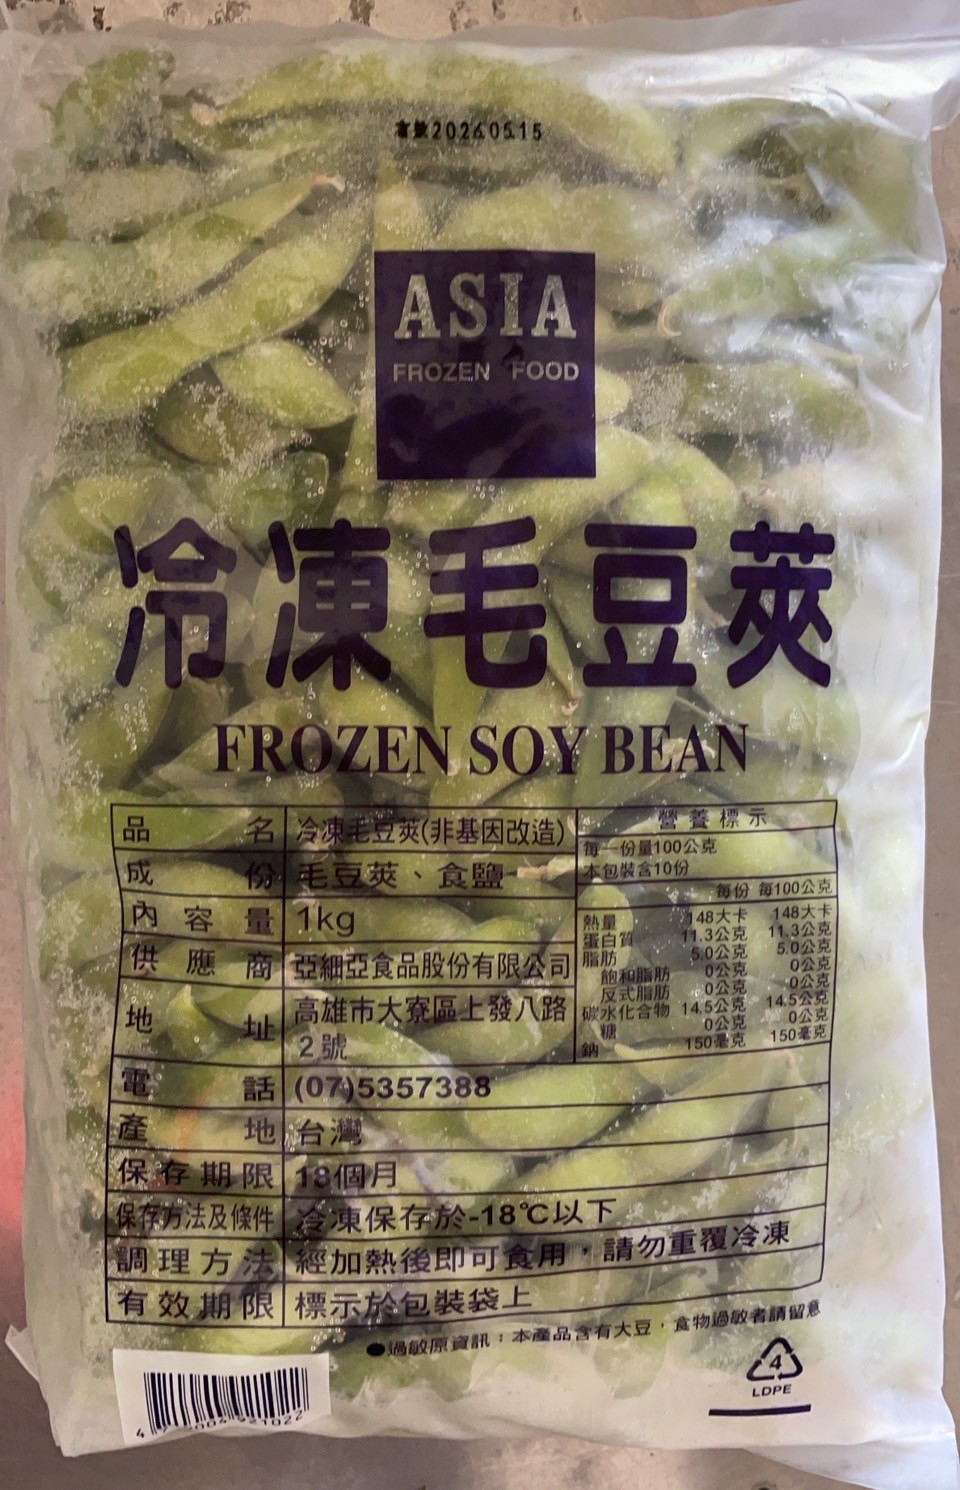 有效 2026.05.15
ASIA
FROZEN FOOD
冷凍毛豆莢
FROZEN SOY BEAN
品名 冷凍毛豆莢(非基因改造)
成份 毛豆莢、食鹽
內容量 1kg
供應商 亞細亞食品股份有限公司
地址 高雄市大寮區上發八路
2號
電話 (07)5357388
產地 台灣
保存期限 18個月
保存方法及條件 冷凍保存於-18℃以下
調理方法 經加熱後即可食用，請勿重覆冷凍
有效期限 標示於包裝袋上
營養標示
每一份量100公克
本包裝含10份
每份 每100公克
熱量 148大卡 148大卡
蛋白質 11.3公克 11.3公克
脂肪 5.0公克 5.0公克
飽和脂肪 0公克 0公克
反式脂肪 0公克 0公克
碳水化合物 14.5公克 14.5公克
糖 0公克 0公克
鈉 150毫克 150毫克
●過敏原資訊：本產品含有大豆，食物過敏者請留意
4
LDPE